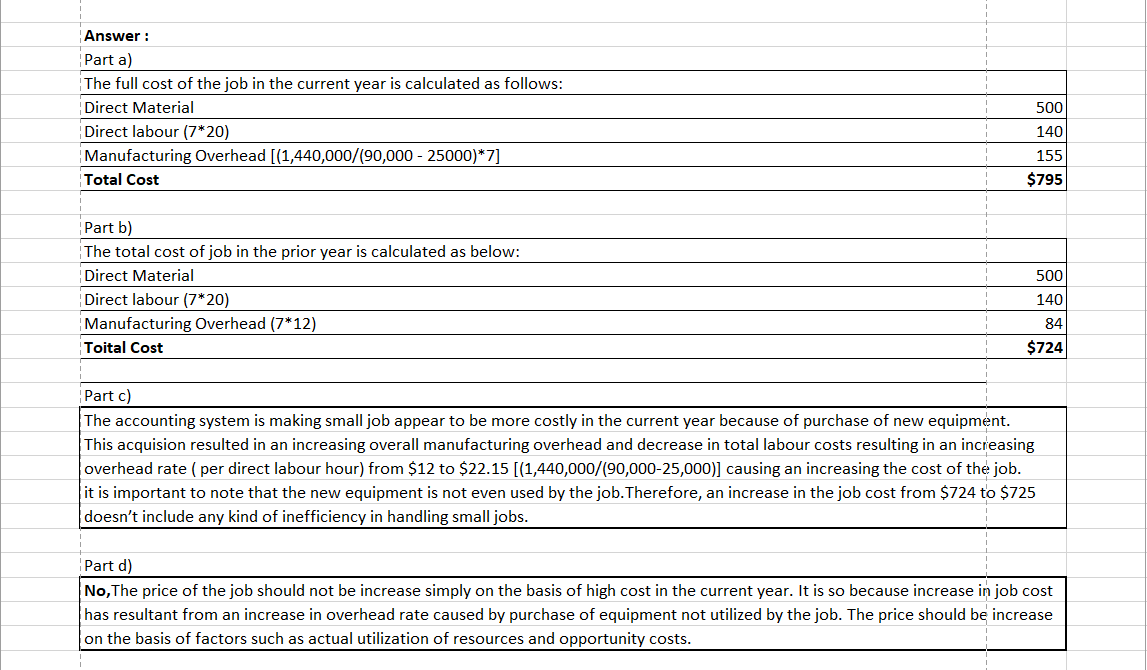 Answer :
Part a)
The full cost of the job in the current year is calculated as follows:
Direct Material 500
Direct labour (7*20) 140
Manufacturing Overhead [(1,440,000/(90,000 - 25000)*7] 155
Total Cost $795
Part b)
The total cost of job in the prior year is calculated as below:
Direct Material 500
Direct labour (7*20) 140
Manufacturing Overhead (7*12) 84
Toital Cost $724
Part c)
The accounting system is making small job appear to be more costly in the current year because of purchase of new equipment.
This acquision resulted in an increasing overall manufacturing overhead and decrease in total labour costs resulting in an increasing
overhead rate ( per direct labour hour) from $12 to $22.15 [(1,440,000/(90,000-25,000)] causing an increasing the cost of the job.
it is important to note that the new equipment is not even used by the job.Therefore, an increase in the job cost from $724 to $725
doesn't include any kind of inefficiency in handling small jobs.
Part d)
No,The price of the job should not be increase simply on the basis of high cost in the current year. It is so because increase in job cost
has resultant from an increase in overhead rate caused by purchase of equipment not utilized by the job. The price should be increase
on the basis of factors such as actual utilization of resources and opportunity costs.